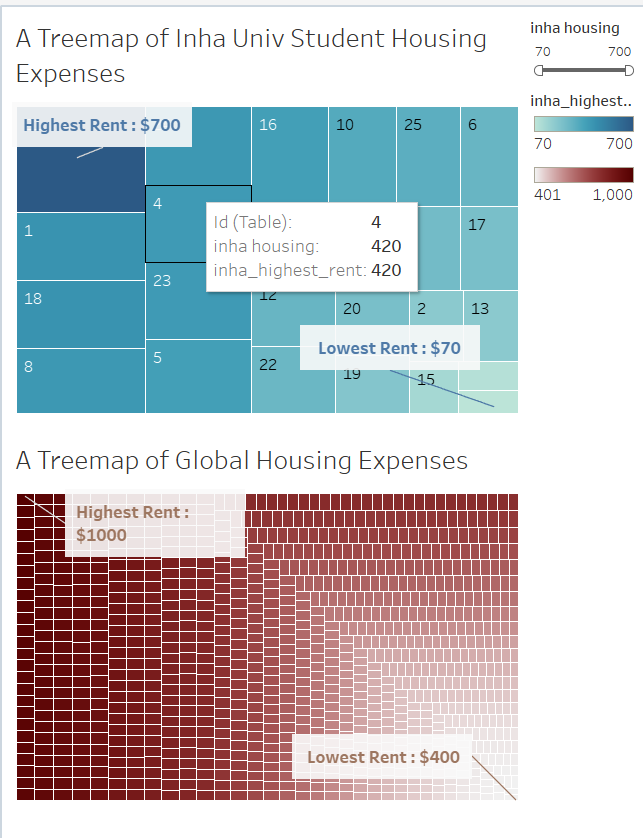 A Treemap of Inha Univ Student Housing
Expenses
inha housing
70 700
inha_highest..
70 700
401 1,000
Highest Rent : $700
16 10 25 6
4
1
Id (Table): 4
inha housing: 420
inha_highest_rent: 420
17
23
18
12
20 2 13
Lowest Rent : $70
5
22
8
19
15
A Treemap of Global Housing Expenses
Highest Rent :
$1000
Lowest Rent : $400